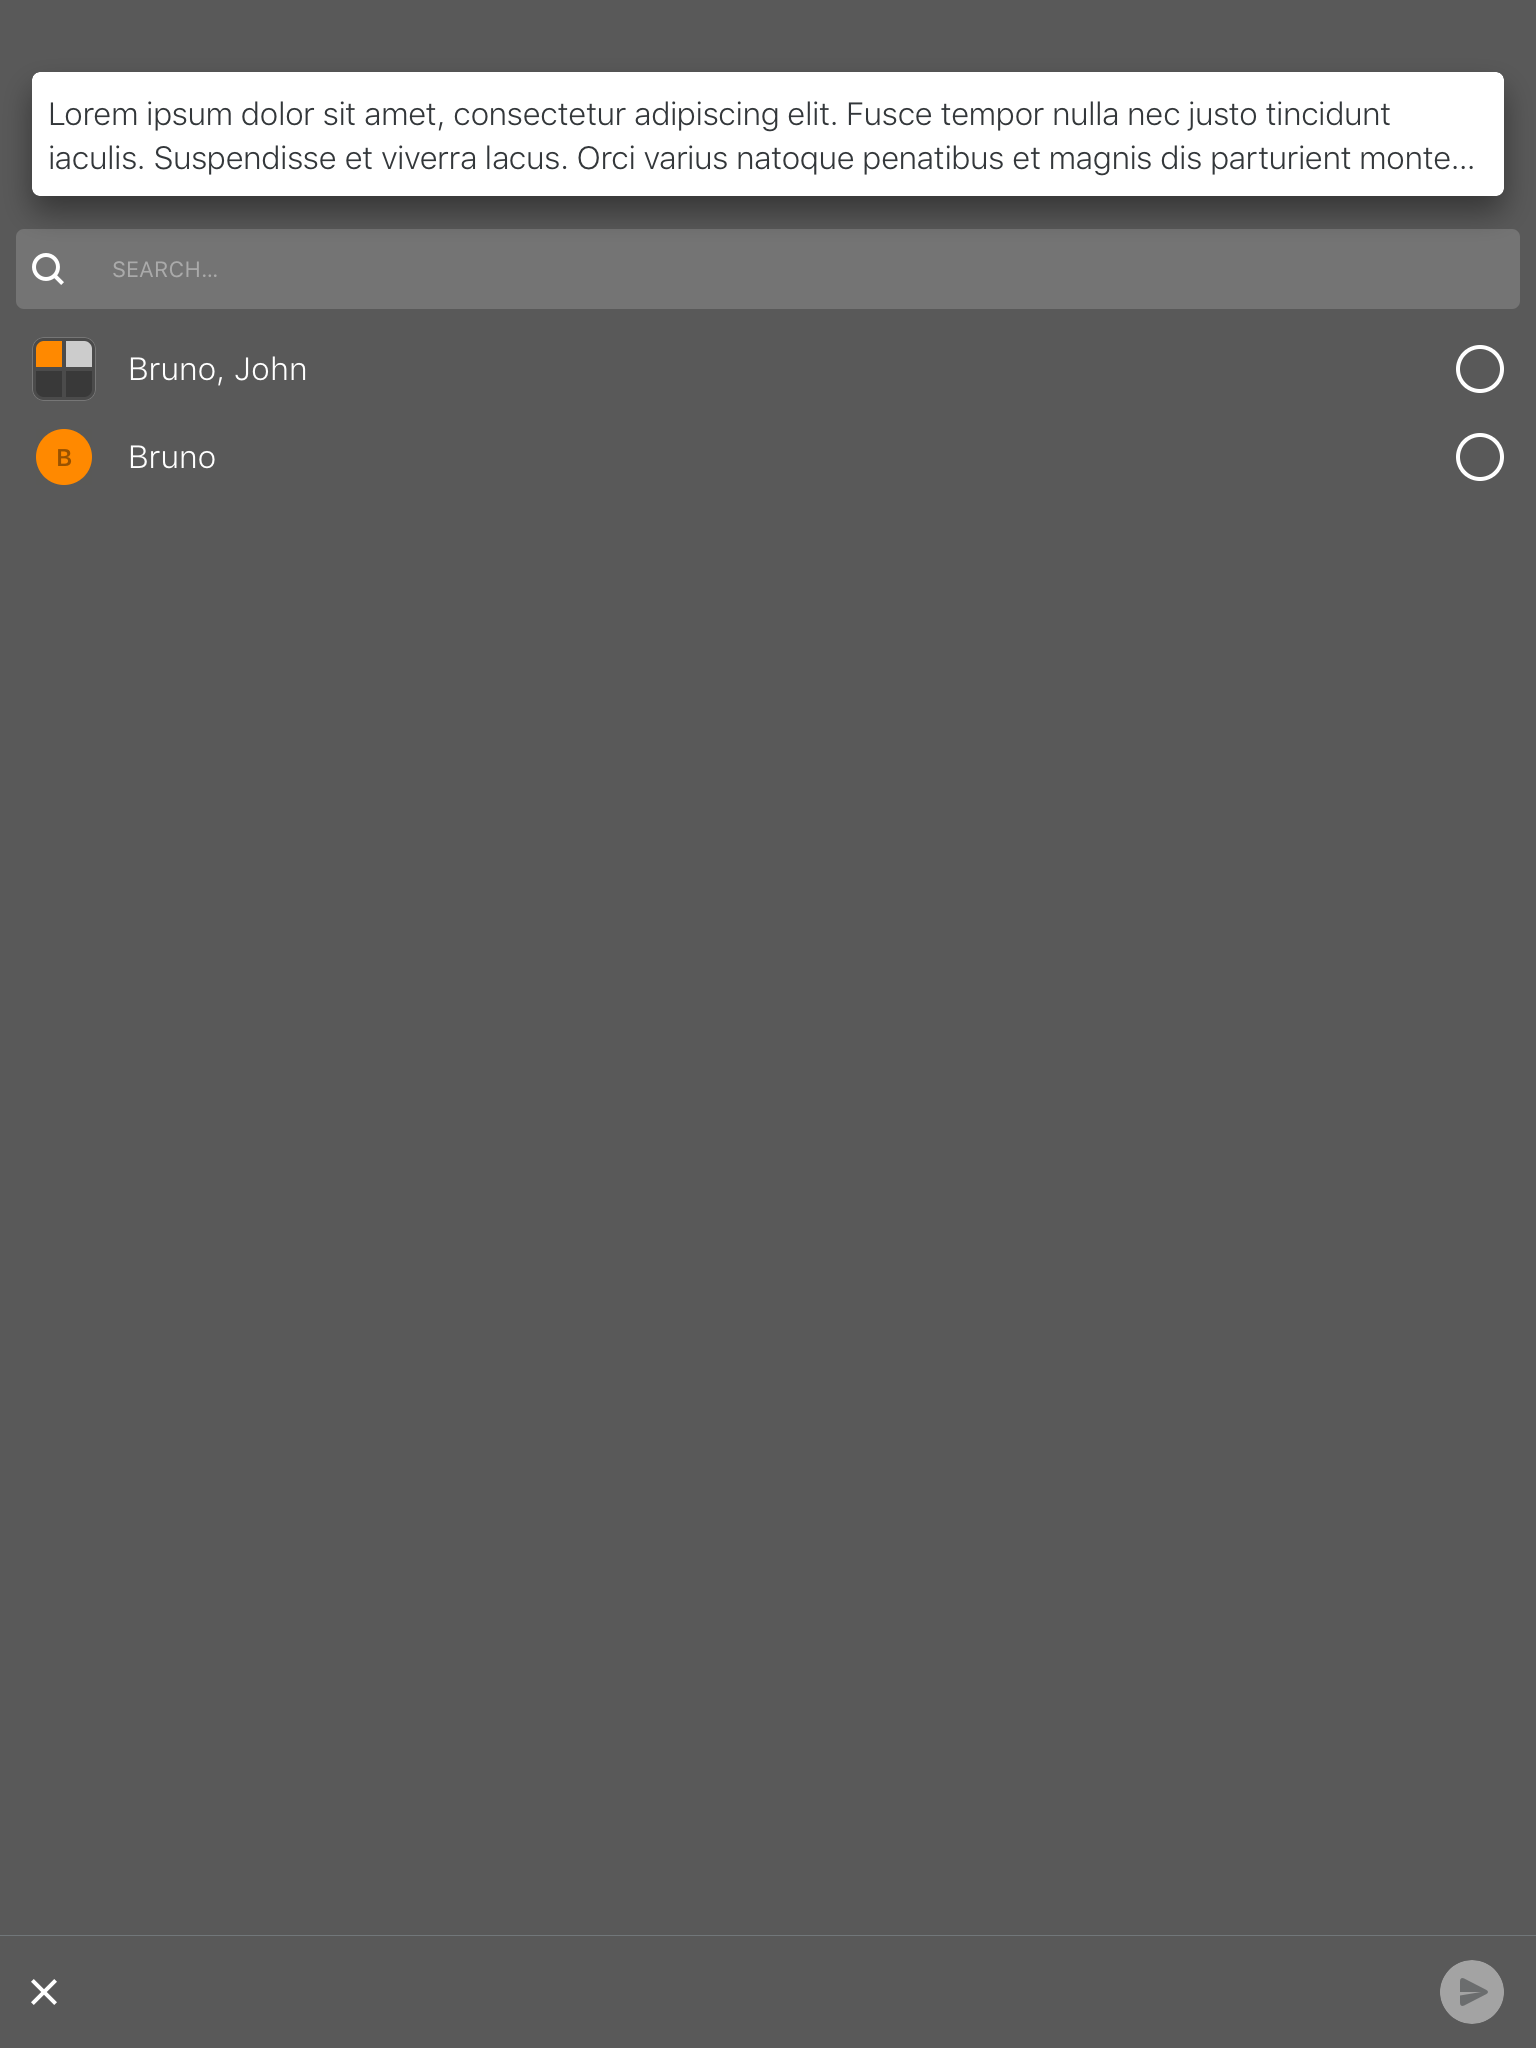 Lorem ipsum dolor sit amet, consectetur adipiscing elit. Fusce tempor nulla nec justo tincidunt
iaculis. Suspendisse et viverra lacus. Orci varius natoque penatibus et magnis dis parturient monte...
SEARCH...
Bruno, John
B
Bruno